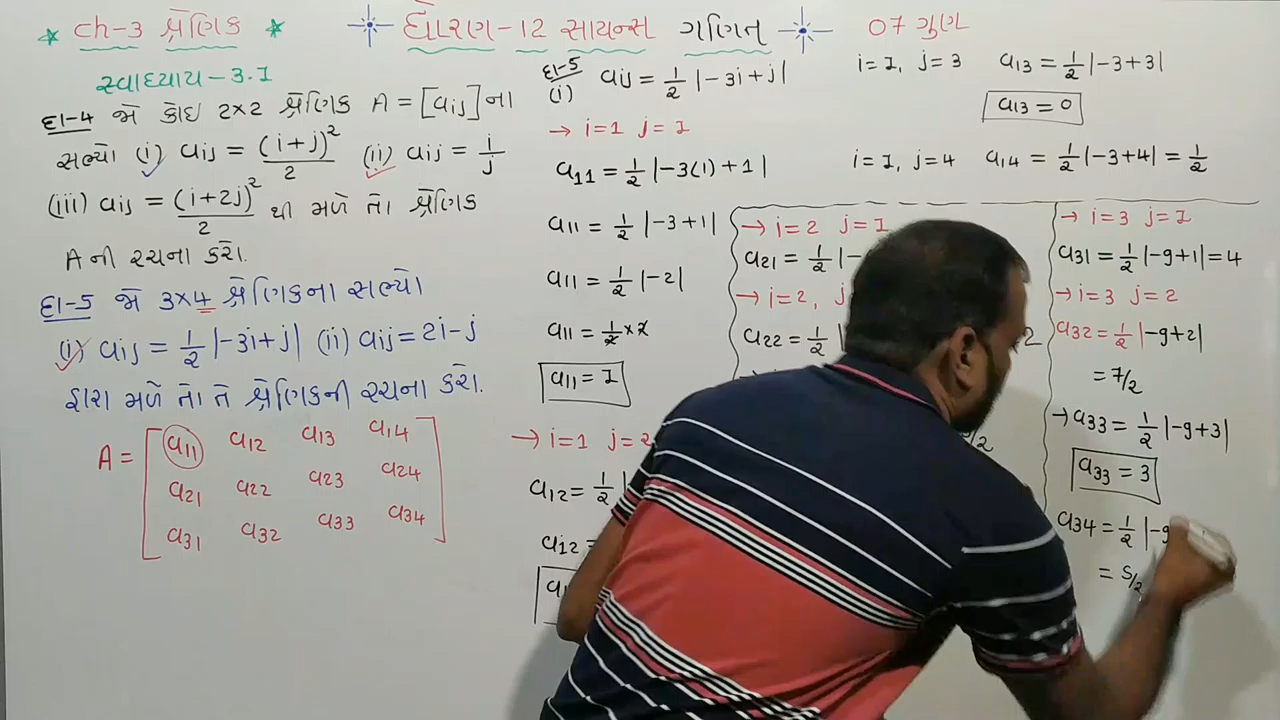 * Ch-3 શ્રેણિક *
ધોરણ-12 સાયન્સ ગણિત
07 ગુણ
સ્વાધ્યાય-3.1
દા-4 જો કોઇ 2×2 શ્રેણિક A = [aij] ના
સભ્યો (i) aij = (i+j)²/2 (ii) aij = i/j
(iii) aij = (i+2j)²/2 થી મળે તો શ્રેણિક
A ની રચના કરો.
દા-5 જો 3×4 શ્રેણિકના સભ્યો
(i) aij = 1/2 |-3i+j| (ii) aij = 2i-j
દ્વારા મળે તો તે શ્રેણિકની રચના કરો.
A = [ a11 a12 a13 a14
a21 a22 a23 a24
a31 a32 a33 a34 ]
દા-5 (i) aij = 1/2 |-3i+j|
→ i=1 j=1
a11 = 1/2 |-3(1)+1|
a11 = 1/2 |-3+1|
a11 = 1/2 |-2|
a11 = 1/2 × 2
a11 = 1
→ i=1 j=2
a12 = 1/2 |
a12 =
i=1, j=3 a13 = 1/2 |-3+3|
a13 = 0
i=1, j=4 a14 = 1/2 |-3+4| = 1/2
→ i=2 j=1
a21 = 1/2 |-
→ i=2, j
a22 = 1/2 | 2
→ i=3 j=1
a31 = 1/2 |-9+1| = 4
→ i=3 j=2
a32 = 1/2 |-9+2|
= 7/2
→ a33 = 1/2 |-9+3|
a33 = 3
a34 = 1/2 |-9
= 5/2